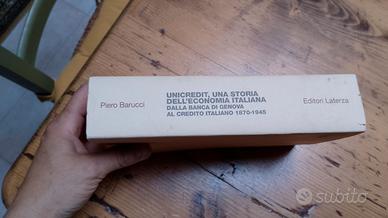 Piero Barucci
UNICREDIT, UNA STORIA
DELL'ECONOMIA ITALIANA
DALLA BANCA DI GENOVA
AL CREDITO ITALIANO 1870-1945
Editori Laterza
subito